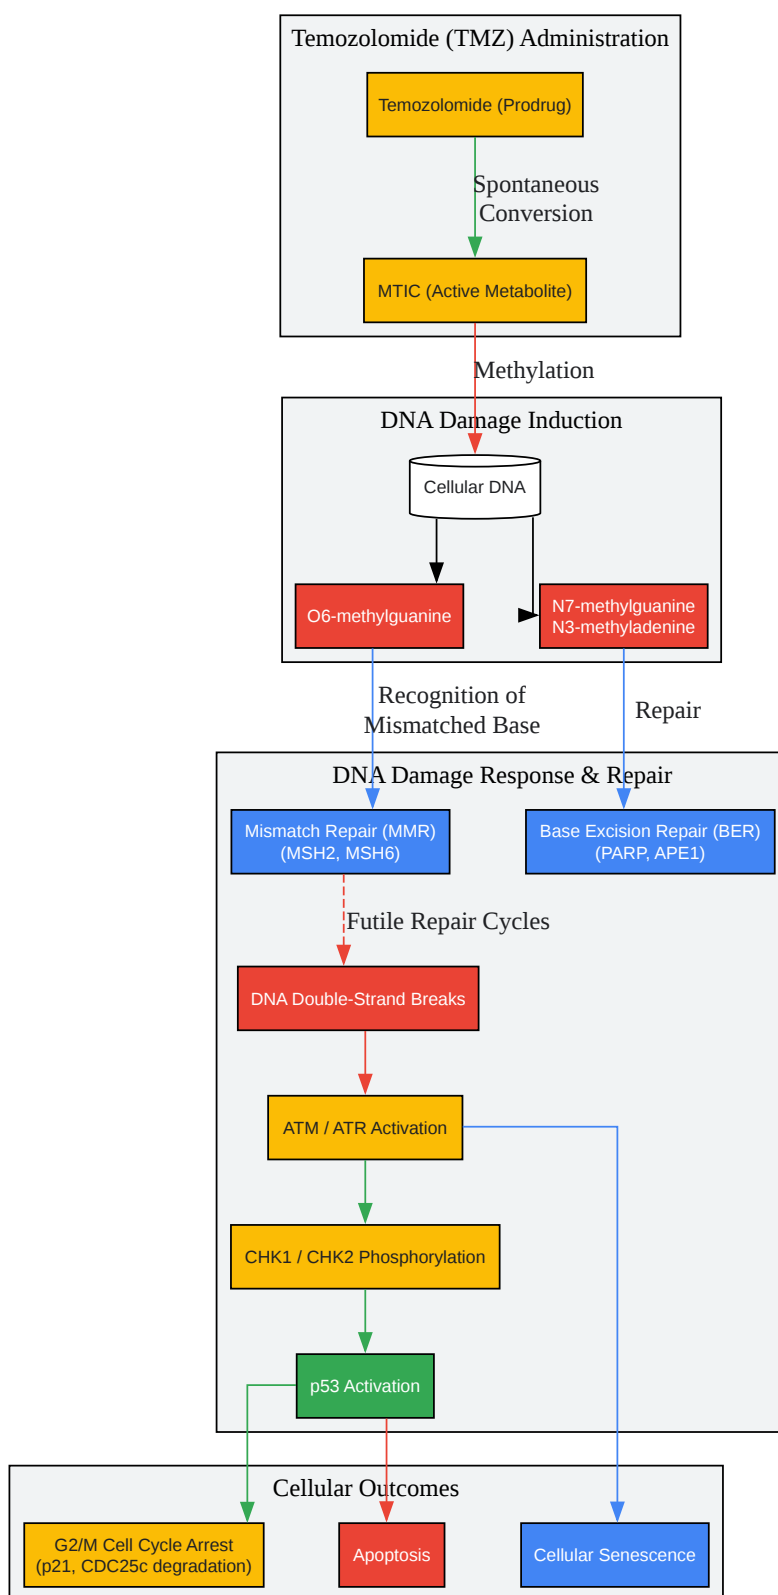 Temozolomide (TMZ) Administration
Temozolomide (Prodrug)
Spontaneous
Conversion
MTIC (Active Metabolite)
Methylation
DNA Damage Induction
Cellular DNA
O6-methylguanine
N7-methylguanine
N3-methyladenine
Recognition of
Mismatched Base
Repair
DNA Damage Response & Repair
Mismatch Repair (MMR)
(MSH2, MSH6)
Base Excision Repair (BER)
(PARP, APE1)
Futile Repair Cycles
DNA Double-Strand Breaks
ATM / ATR Activation
CHK1 / CHK2 Phosphorylation
p53 Activation
Cellular Outcomes
G2/M Cell Cycle Arrest
(p21, CDC25c degradation)
Apoptosis
Cellular Senescence